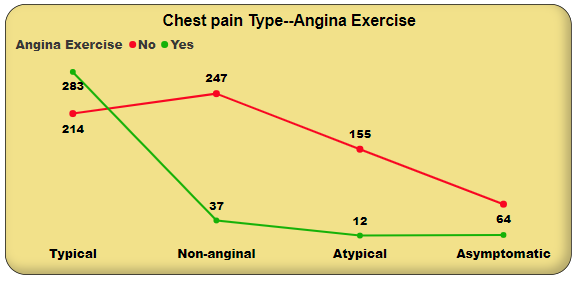 Chest pain Type--Angina Exercise
Angina Exercise No Yes
283
214
247
37
155
12
64
Typical Non-anginal Atypical Asymptomatic